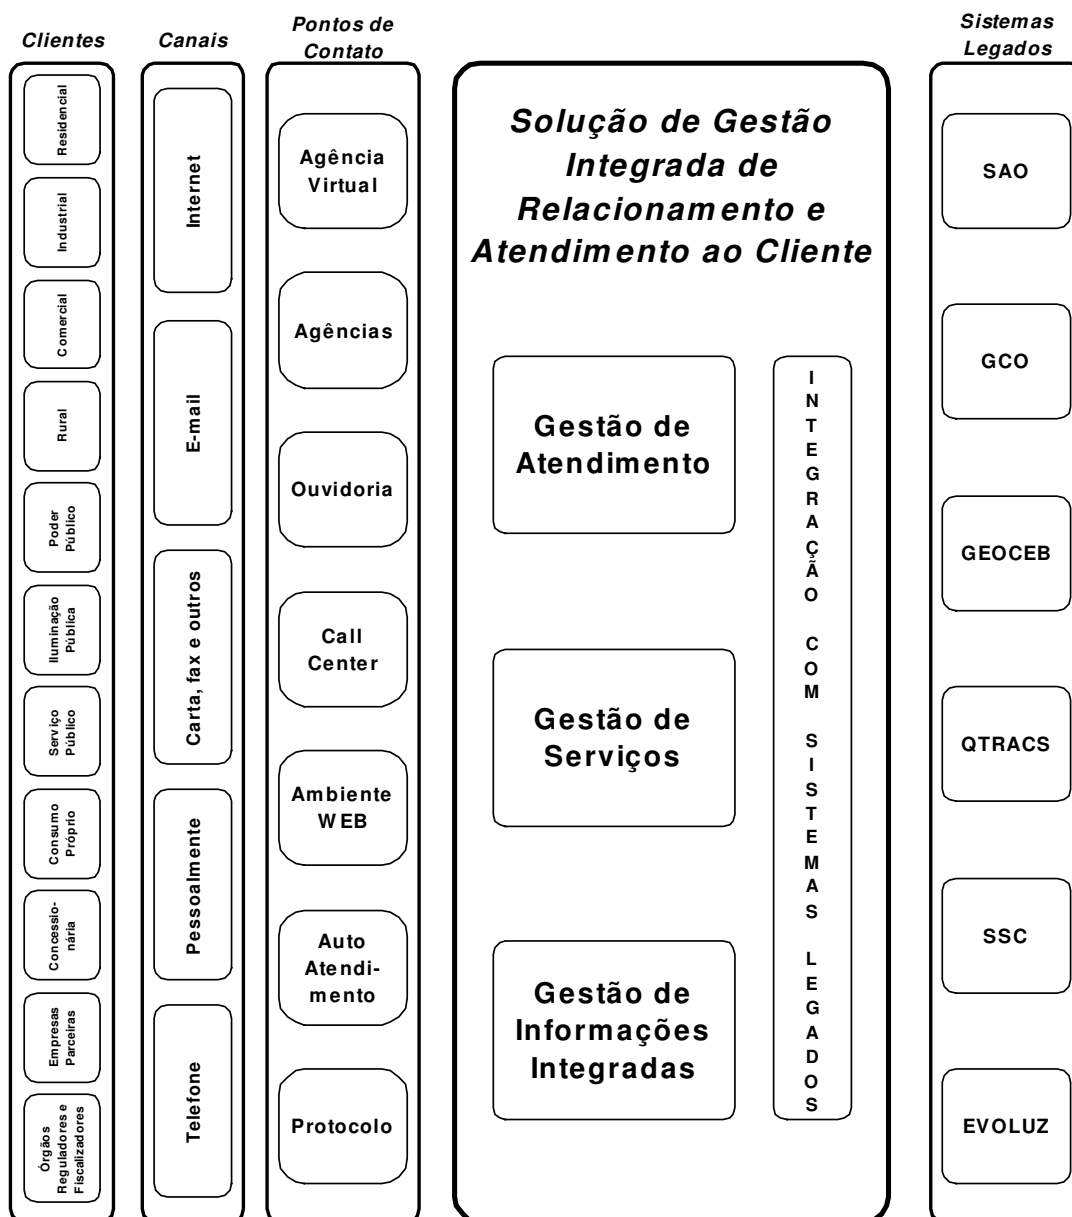 Clientes
Residencial
Industrial
Comercial
Rural
Poder
Público
Iluminação
Pública
Serviço
Público
Consumo
Próprio
Concessio-
nária
Empresas
Parceiras
Órgãos
Reguladores e
Fiscalizadores
Canais
Internet
E-mail
Carta, fax e outros
Pessoalmente
Telefone
Pontos de
Contato
Agência
Virtual
Agências
Ouvidoria
Call
Center
Ambiente
WEB
Auto
Atendi-
mento
Protocolo
Solução de Gestão
Integrada de
Relacionamento e
Atendimento ao Cliente
Gestão de
Atendimento
Gestão de
Serviços
Gestão de
Informações
Integradas
INTEGRAÇÃO COM SISTEMAS LEGADOS
Sistemas
Legados
SAO
GCO
GEOCEB
QTRACS
SSC
EVOLUZ